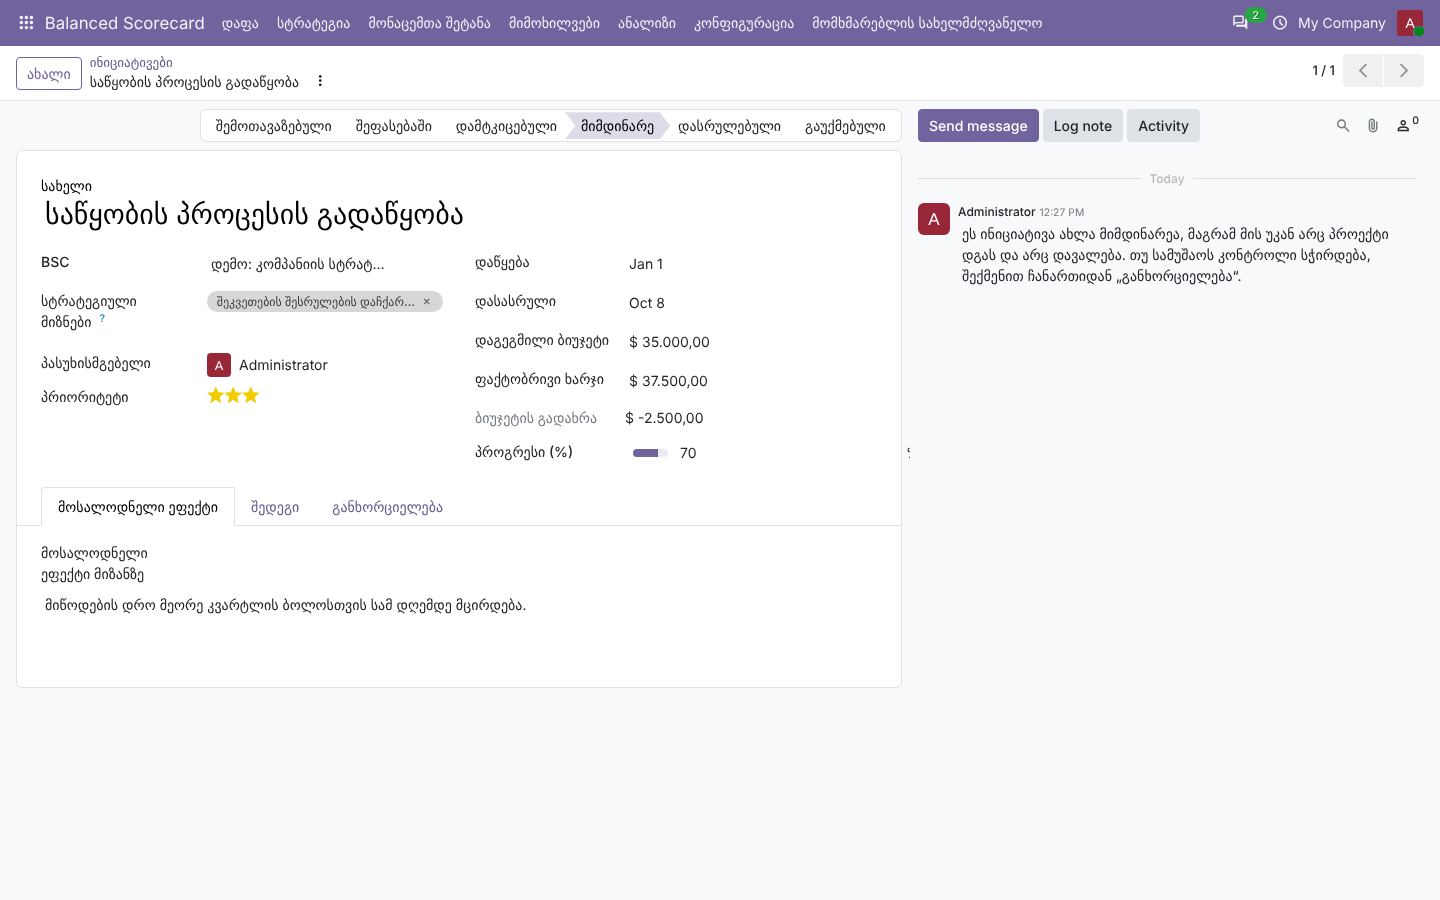 Balanced Scorecard დაფა სტრატეგია მონაცემთა შეტანა მიმოხილვები ანალიზი კონფიგურაცია მომხმარებლის სახელმძღვანელო 2 My Company A
ახალი
ინიციატივები
საწყობის პროცესის გადაწყობა
1 / 1
შემოთავაზებული შეფასებაში დამტკიცებული მიმდინარე დასრულებული გაუქმებული
Send message Log note Activity 0
სახელი
საწყობის პროცესის გადაწყობა
BSC დემო: კომპანიის სტრატ...
სტრატეგიული მიზნები ? შეკვეთების შესრულების დაჩქარ... ×
პასუხისმგებელი A Administrator
პრიორიტეტი
დაწყება Jan 1
დასასრული Oct 8
დაგეგმილი ბიუჯეტი $ 35.000,00
ფაქტობრივი ხარჯი $ 37.500,00
ბიუჯეტის გადახრა $ -2.500,00
პროგრესი (%) 70
მოსალოდნელი ეფექტი შედეგი განხორციელება
მოსალოდნელი
ეფექტი მიზანზე
მიწოდების დრო მეორე კვარტლის ბოლოსთვის სამ დღემდე მცირდება.
Today
A Administrator 12:27 PM
ეს ინიციატივა ახლა მიმდინარეა, მაგრამ მის უკან არც პროექტი
დგას და არც დავალება. თუ სამუშაოს კონტროლი სჭირდება,
შექმენით ჩანართიდან „განხორციელება“.